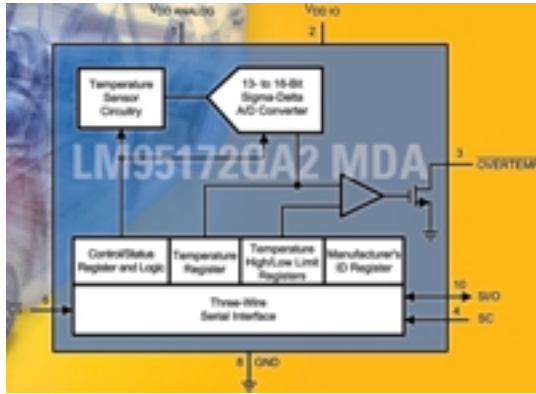 VDD ANALOG
VDD IO
2
Temperature
Sensor
Circuitry
13- to 16-Bit
Sigma-Delta
A/D Converter
LM95172QA2 MDA
3
OVERTEMP
Control/Status
Register and Logic
Temperature
Register
Temperature
High/Low Limit
Registers
Manufacturer's
ID Register
Three-Wire
Serial Interface
10
SI/O
4
SC
8
GND